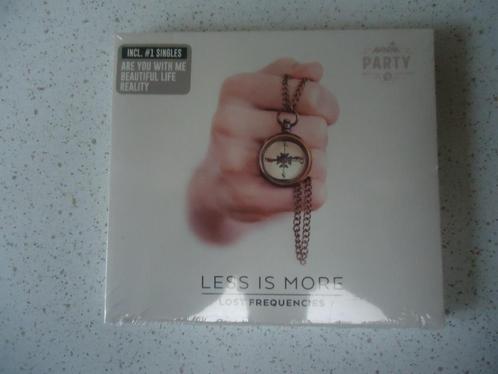 INCL. #1 SINGLES
ARE YOU WITH ME
BEAUTIFUL LIFE
REALITY
PARTY
LESS IS MORE
LOST FREQUENCIES